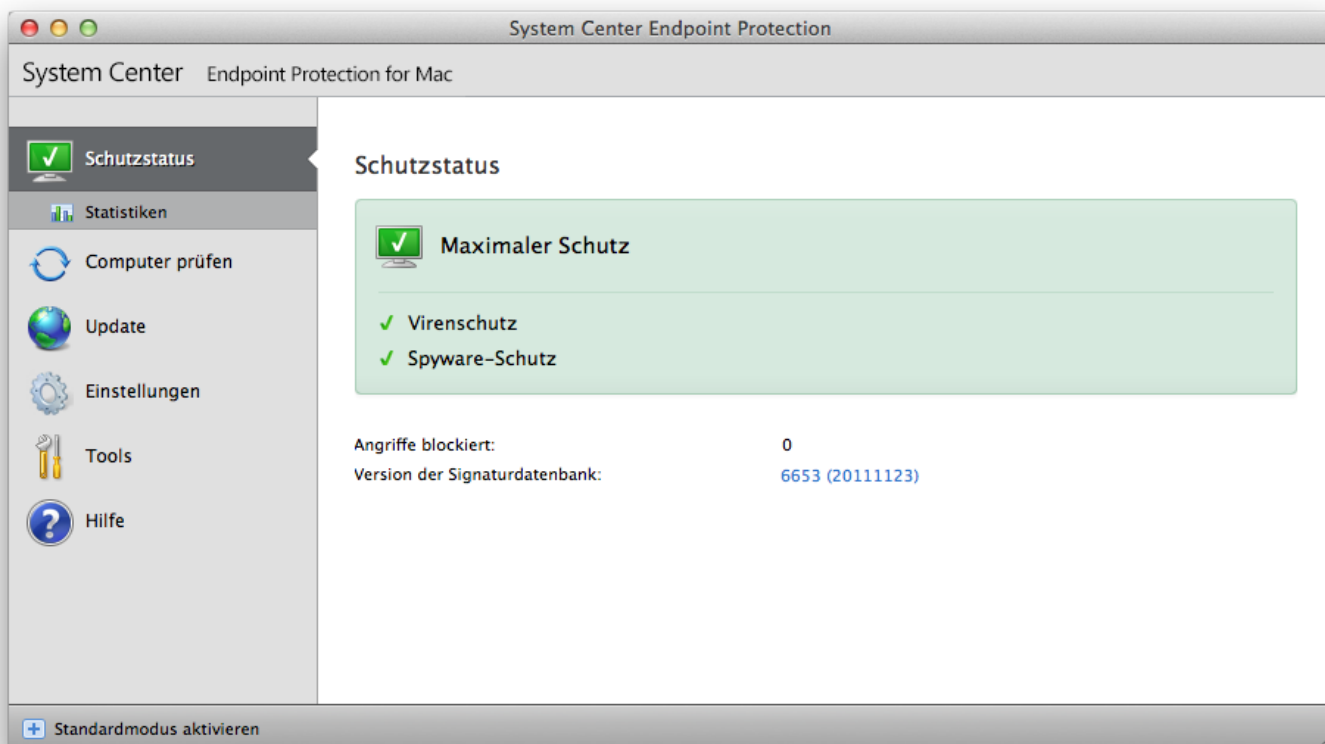 System Center Endpoint Protection
System Center Endpoint Protection for Mac
Schutzstatus
Statistiken
Computer prüfen
Update
Einstellungen
Tools
Hilfe
Schutzstatus
Maximaler Schutz
Virenschutz
Spyware-Schutz
Angriffe blockiert: 0
Version der Signaturdatenbank: 6653 (20111123)
Standardmodus aktivieren